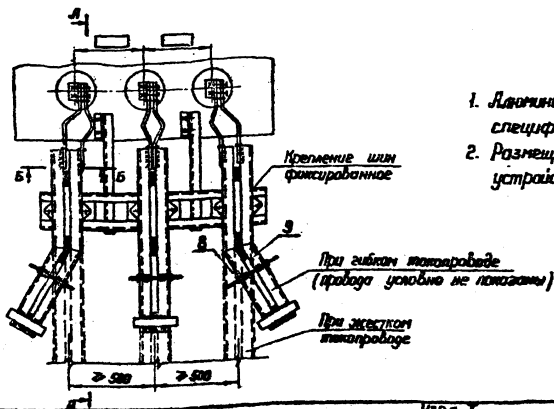 А
1. Алюмини
специф
2. Размещ
устрой
Б
Б
Крепление шин
фиксированное
8
9
При гибком токопроводе
(провода условно не показаны)
При жестком
токопроводе
≥500
≥500